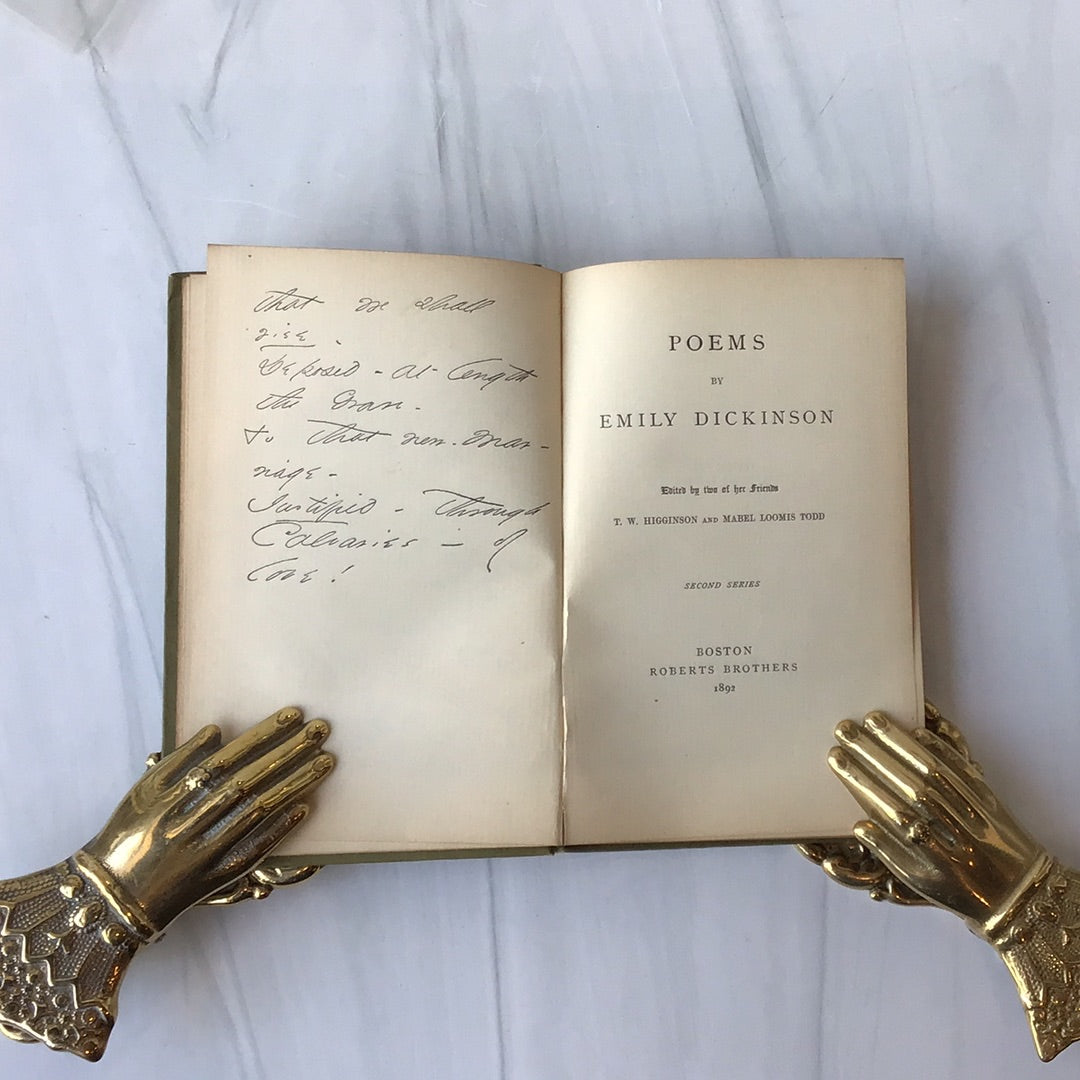 that we shall
rise.
Deposed - at length
the Grave -
To that new - Mar-
riage -
Justified - through
Calvaries - of
Love!
POEMS
BY
EMILY DICKINSON
Edited by two of her Friends
T. W. HIGGINSON AND MABEL LOOMIS TODD
SECOND SERIES
BOSTON
ROBERTS BROTHERS
1892